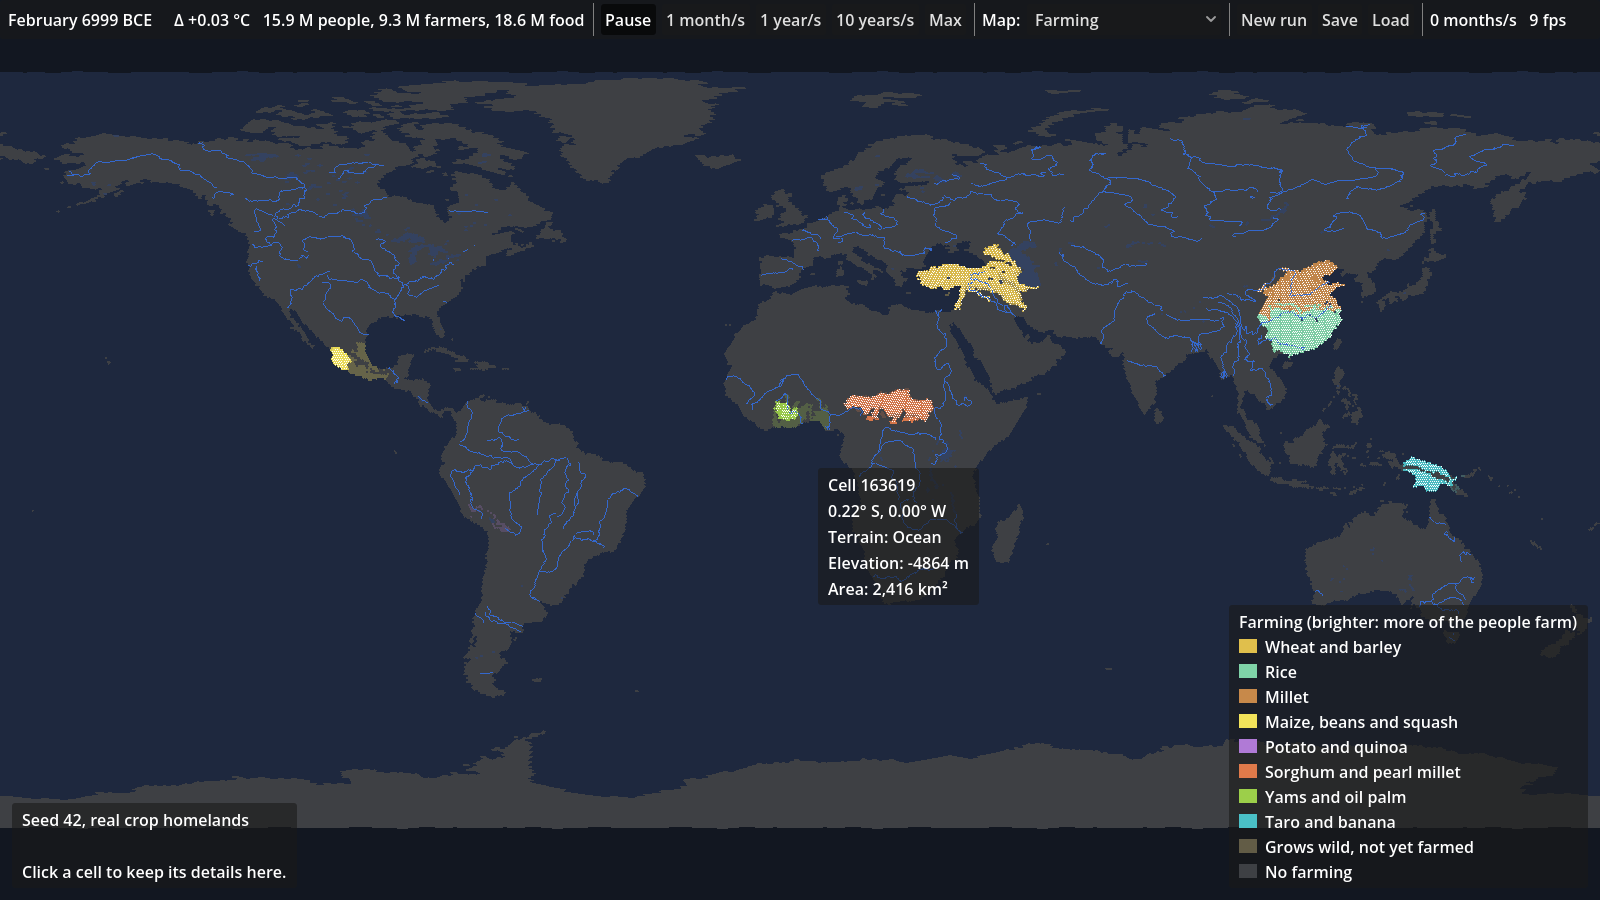 February 6999 BCE Δ +0.03 °C 15.9 M people, 9.3 M farmers, 18.6 M food Pause 1 month/s 1 year/s 10 years/s Max Map: Farming New run Save Load 0 months/s 9 fps
Cell 163619
0.22° S, 0.00° W
Terrain: Ocean
Elevation: -4864 m
Area: 2,416 km²
Farming (brighter: more of the people farm)
Wheat and barley
Rice
Millet
Maize, beans and squash
Potato and quinoa
Sorghum and pearl millet
Yams and oil palm
Taro and banana
Grows wild, not yet farmed
No farming
Seed 42, real crop homelands
Click a cell to keep its details here.